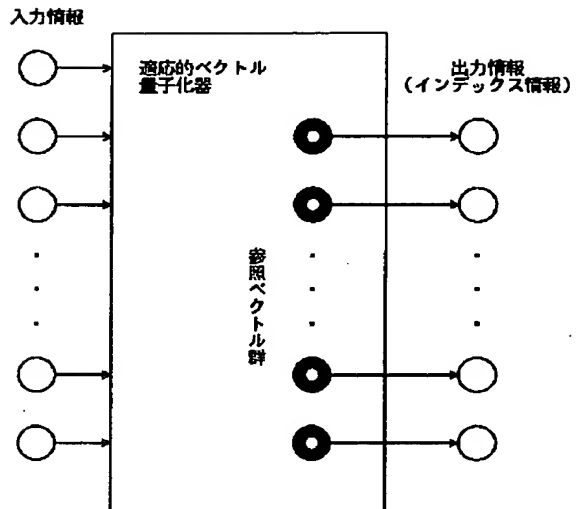 入力情報
適応的ベクトル
量子化器
出力情報
(インデックス情報)
参照ベクトル群